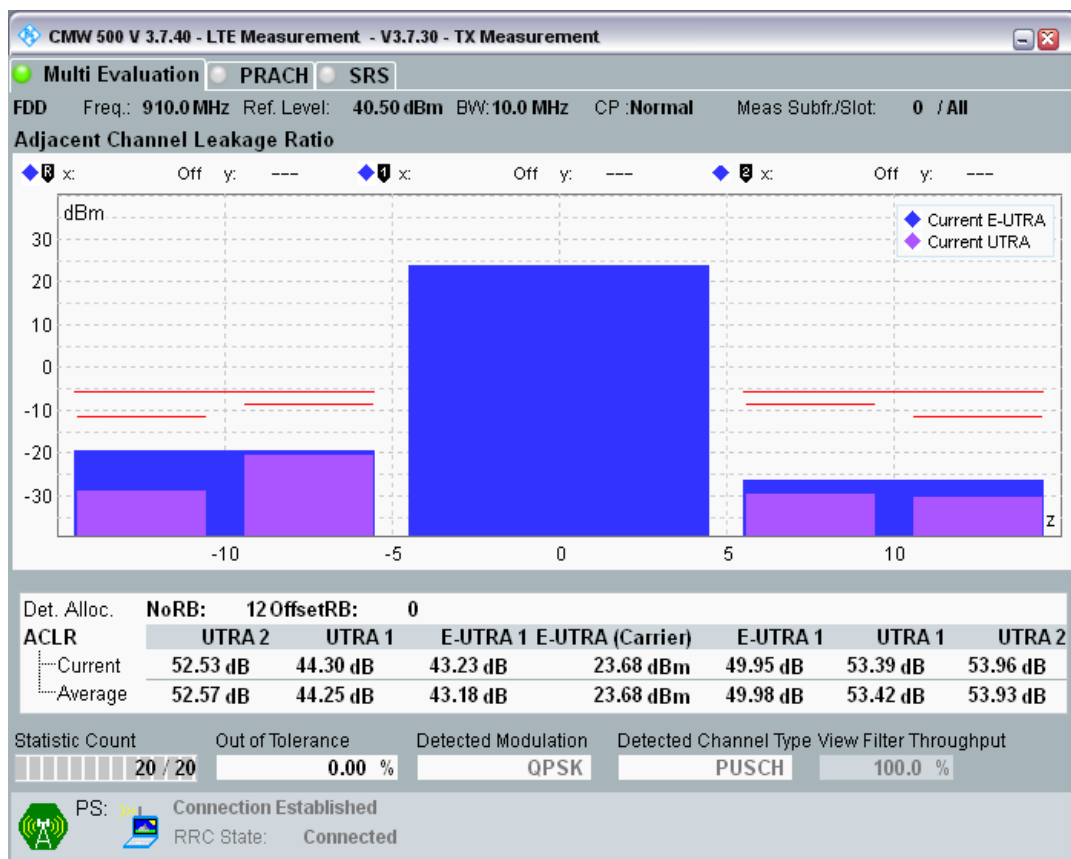 CMW 500 V 3.7.40 - LTE Measurement - V3.7.30 - TX Measurement
Multi Evaluation PRACH SRS
FDD Freq.: 910.0 MHz Ref. Level: 40.50 dBm BW: 10.0 MHz CP :Normal Meas Subfr./Slot: 0 / All
Adjacent Channel Leakage Ratio
R x: Off y: --- 1 x: Off y: --- 2 x: Off y: ---
dBm
Current E-UTRA
Current UTRA
30
20
10
0
-10
-20
-30
z
-10 -5 0 5 10
Det. Alloc. NoRB: 12 OffsetRB: 0
ACLR UTRA 2 UTRA 1 E-UTRA 1 E-UTRA (Carrier) E-UTRA 1 UTRA 1 UTRA 2
Current 52.53 dB 44.30 dB 43.23 dB 23.68 dBm 49.95 dB 53.39 dB 53.96 dB
Average 52.57 dB 44.25 dB 43.18 dB 23.68 dBm 49.98 dB 53.42 dB 53.93 dB
Statistic Count Out of Tolerance Detected Modulation Detected Channel Type View Filter Throughput
20 / 20 0.00 % QPSK PUSCH 100.0 %
PS: Connection Established
RRC State: Connected